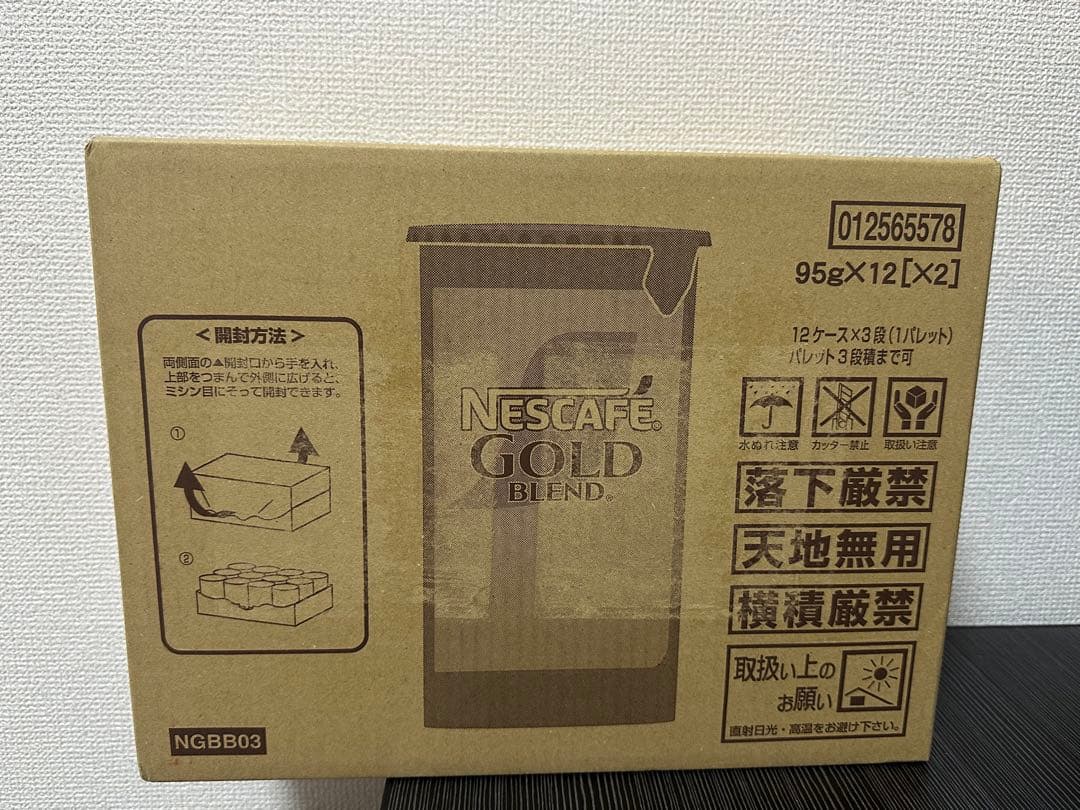 012565578
95g×12[×2]
<開封方法>
両側面の▲開封口から手を入れ、
上部をつまんで外側に広げると、
ミシン目にそって開封できます。
①
②
NESCAFÉ®
GOLD
BLEND®
12ケース×3段(1パレット)
パレット3段積まで可
水ぬれ注意 カッター禁止 取扱い注意
落下厳禁
天地無用
横積厳禁
取扱い上の
お願い
直射日光・高温をお避け下さい。
NGBB03